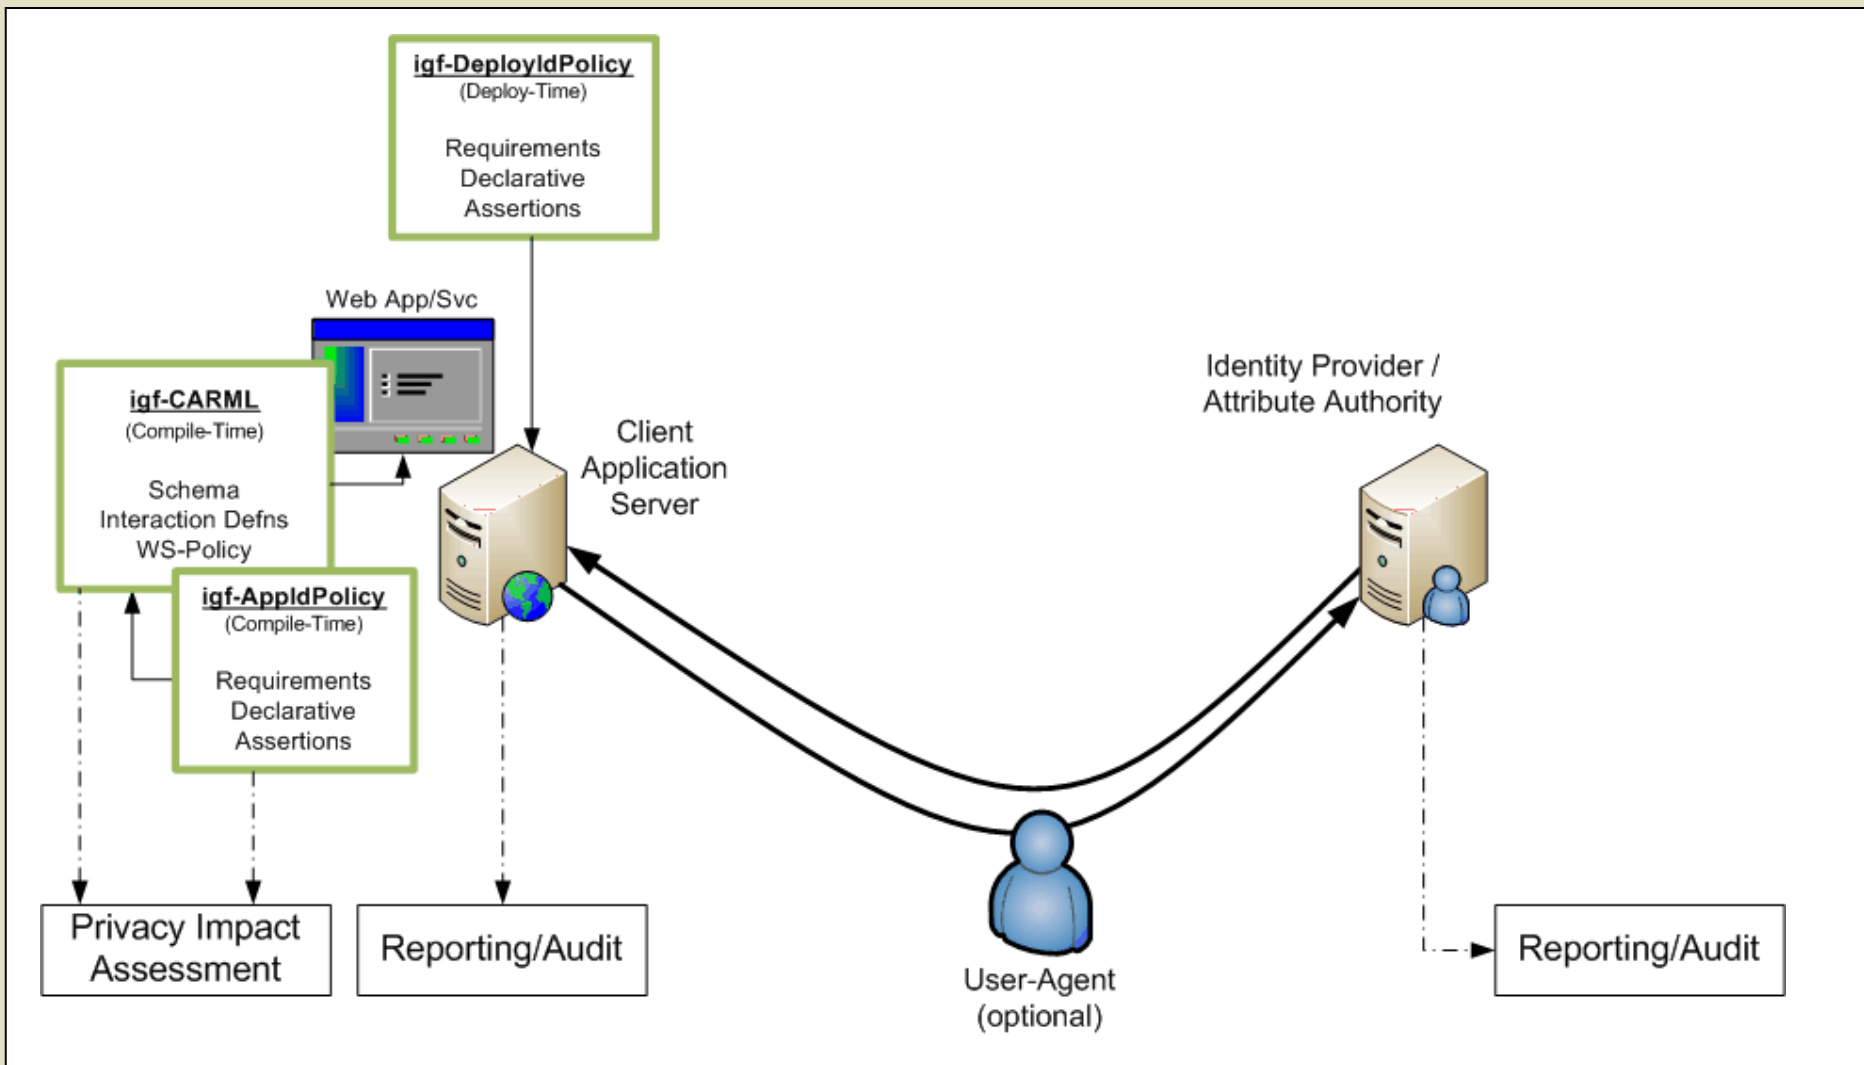 igf-DeployIdPolicy
(Deploy-Time)
Requirements
Declarative
Assertions
Web App/Svc
igf-CARML
(Compile-Time)
Schema
Interaction Defns
WS-Policy
igf-AppIdPolicy
(Compile-Time)
Requirements
Declarative
Assertions
Client
Application
Server
Identity Provider /
Attribute Authority
Privacy Impact
Assessment
Reporting/Audit
User-Agent
(optional)
Reporting/Audit